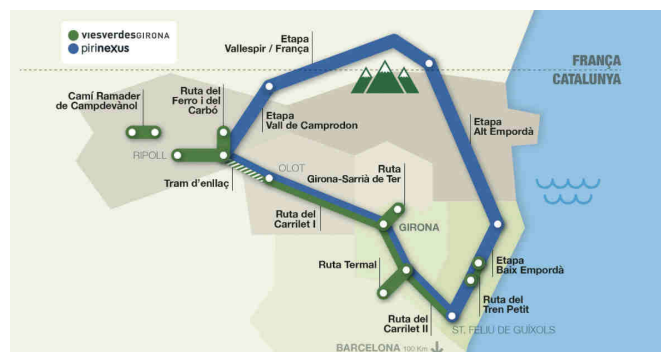 viesverdesGIRONA
pirinexus
Etapa
Vallespir / França
FRANÇA
CATALUNYA
Camí Ramader
de Campdevànol
Ruta del
Ferro i del
Carbó
Etapa
Vall de Camprodon
Etapa
Alt Empordà
RIPOLL
OLOT
Tram d'enllaç
Ruta
Girona-Sarrià de Ter
Ruta del
Carrilet I
GIRONA
Ruta Termal
Etapa
Baix Empordà
Ruta del
Tren Petit
Ruta del
Carrilet II
ST. FELIU DE GUÍXOLS
BARCELONA 100 Km